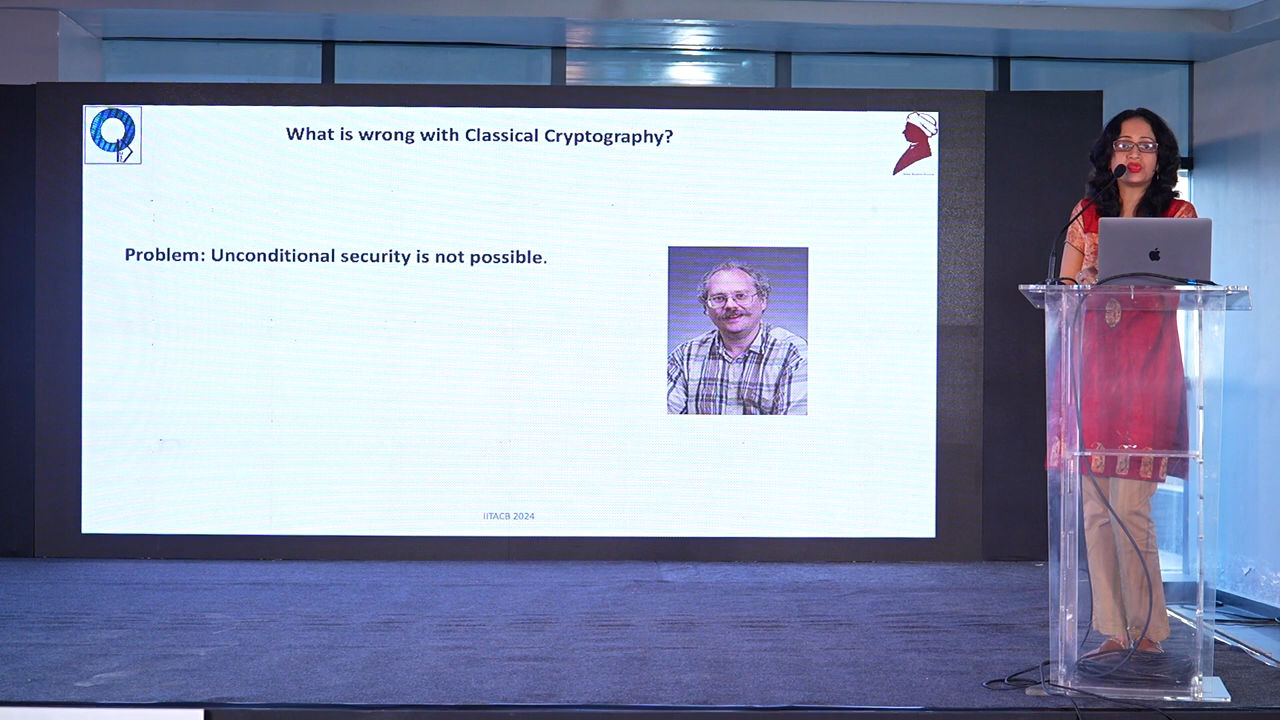 What is wrong with Classical Cryptography?
Problem: Unconditional security is not possible.
IITACB 2024